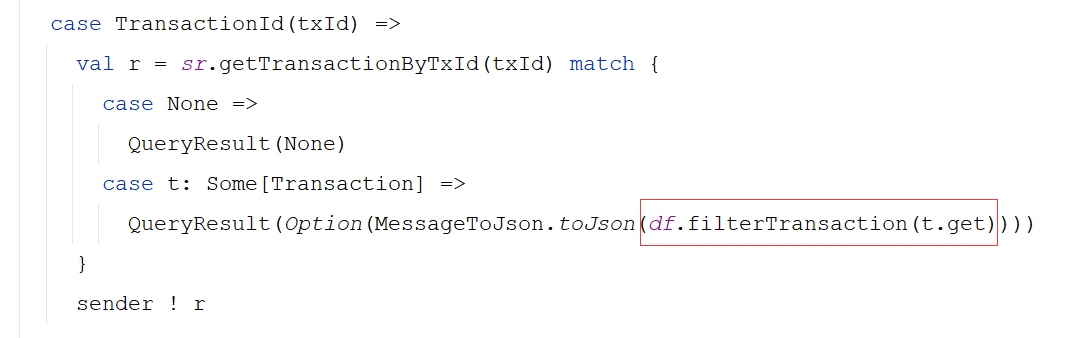 case TransactionId(txId) =>
val r = sr.getTransactionByTxId(txId) match {
case None =>
QueryResult(None)
case t: Some[Transaction] =>
QueryResult(Option(MessageToJson.toJson(df.filterTransaction(t.get))))
}
sender ! r